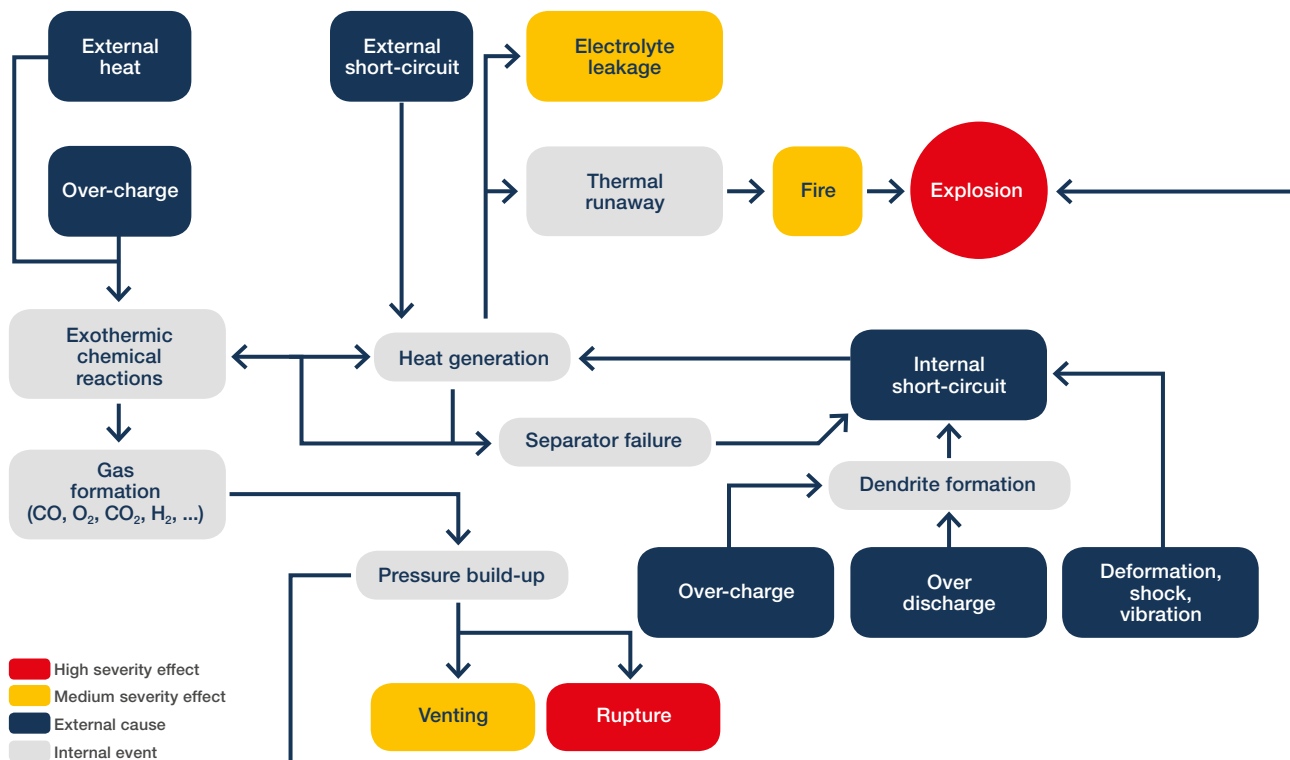 External
heat
External
short-circuit
Electrolyte
leakage
Over-charge
Thermal
runaway
Fire
Explosion
Exothermic
chemical
reactions
Heat generation
Internal
short-circuit
Separator failure
Gas
formation
(CO, O₂, CO₂, H₂, ...)
Dendrite formation
Pressure build-up
Over-charge
Over
discharge
Deformation,
shock,
vibration
Venting
Rupture
High severity effect
Medium severity effect
External cause
Internal event